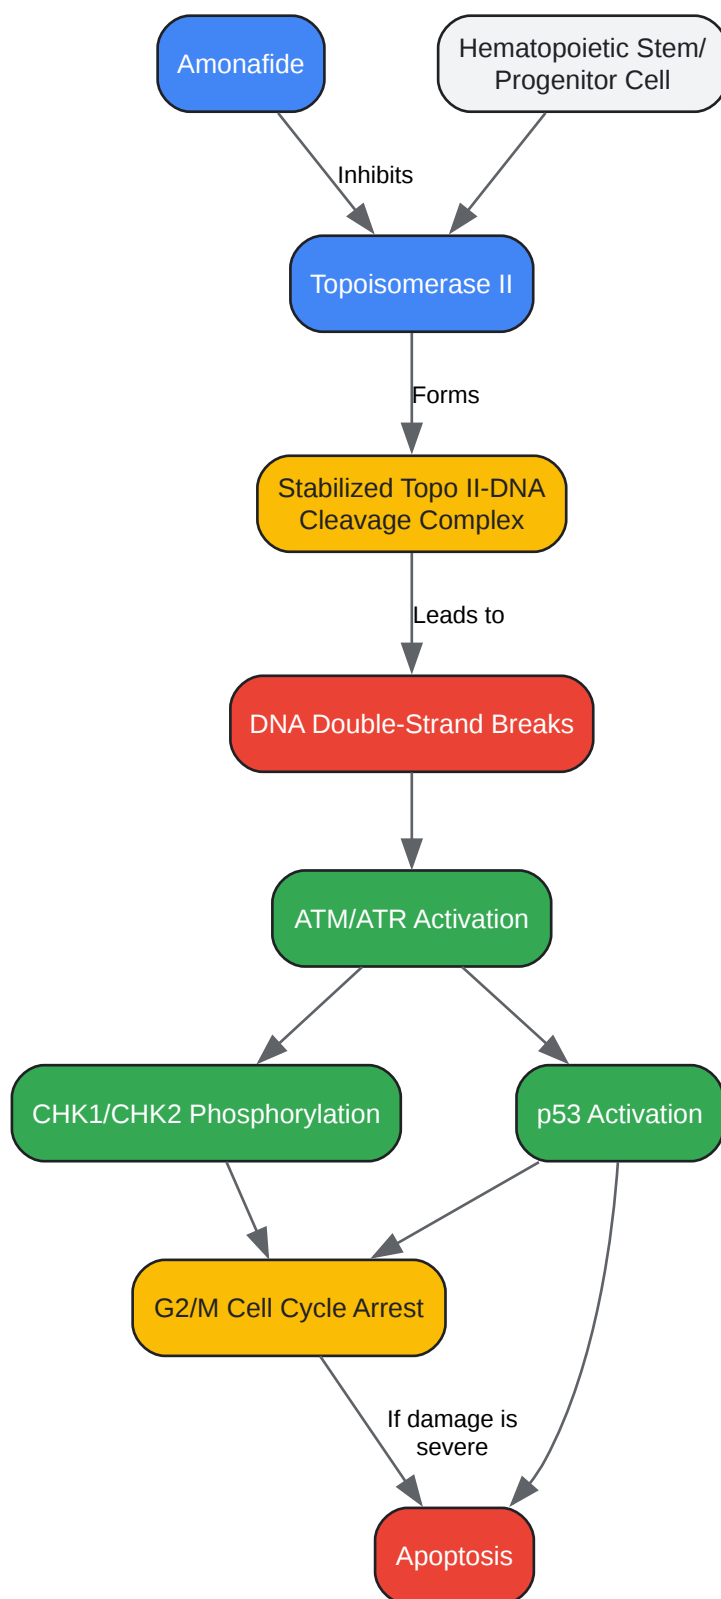 Amonafide
Hematopoietic Stem/
Progenitor Cell
Inhibits
Topoisomerase II
Forms
Stabilized Topo II-DNA
Cleavage Complex
Leads to
DNA Double-Strand Breaks
ATM/ATR Activation
CHK1/CHK2 Phosphorylation
p53 Activation
G2/M Cell Cycle Arrest
If damage is
severe
Apoptosis